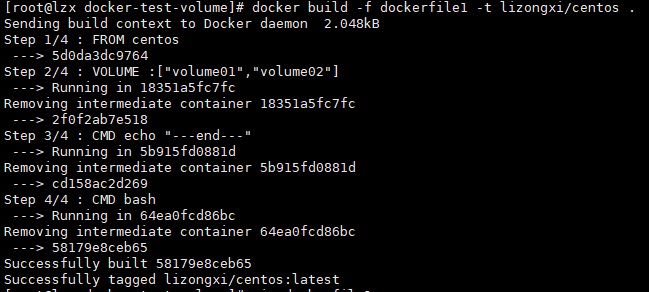 [root@lzx docker-test-volume]# docker build -f dockerfile1 -t lizongxi/centos .
Sending build context to Docker daemon  2.048kB
Step 1/4 : FROM centos
 ---> 5d0da3dc9764
Step 2/4 : VOLUME :["volume01","volume02"]
 ---> Running in 18351a5fc7fc
Removing intermediate container 18351a5fc7fc
 ---> 2f0f2ab7e518
Step 3/4 : CMD echo "---end---"
 ---> Running in 5b915fd0881d
Removing intermediate container 5b915fd0881d
 ---> cd158ac2d269
Step 4/4 : CMD bash
 ---> Running in 64ea0fcd86bc
Removing intermediate container 64ea0fcd86bc
 ---> 58179e8ceb65
Successfully built 58179e8ceb65
Successfully tagged lizongxi/centos:latest